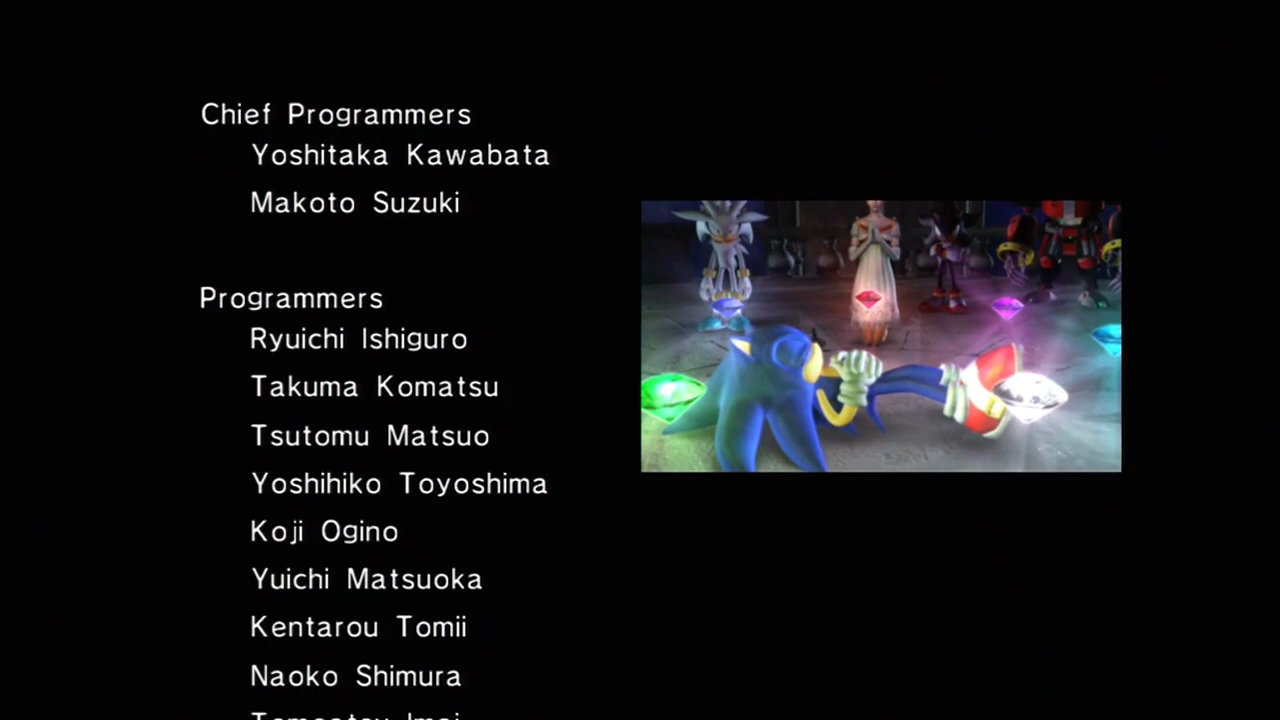 Chief Programmers
Yoshitaka Kawabata
Makoto Suzuki
Programmers
Ryuichi Ishiguro
Takuma Komatsu
Tsutomu Matsuo
Yoshihiko Toyoshima
Koji Ogino
Yuichi Matsuoka
Kentarou Tomii
Naoko Shimura